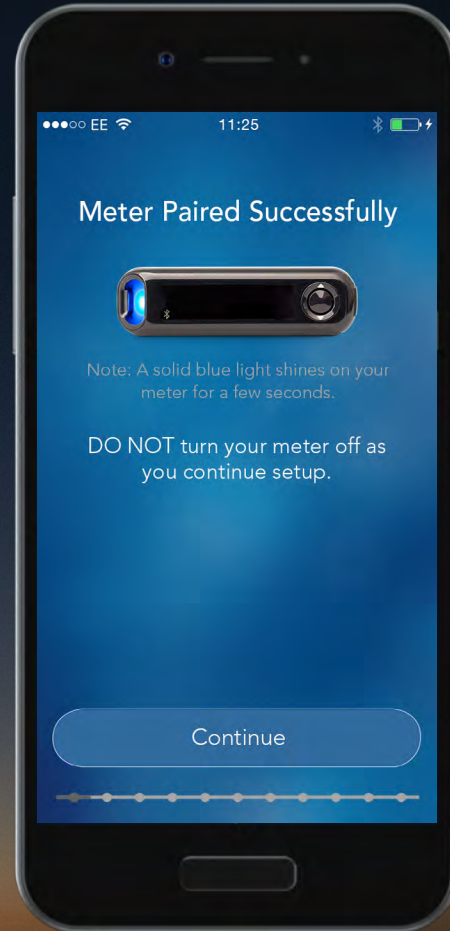 EE 11:25
Meter Paired Successfully
Note: A solid blue light shines on your
meter for a few seconds.
DO NOT turn your meter off as
you continue setup.
Continue